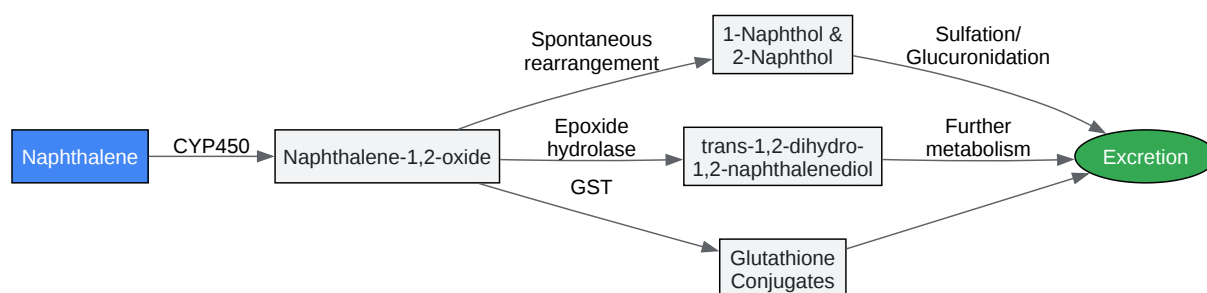 Naphthalene
CYP450
Naphthalene-1,2-oxide
Spontaneous
rearrangement
1-Naphthol &
2-Naphthol
Sulfation/
Glucuronidation
Epoxide
hydrolase
trans-1,2-dihydro-
1,2-naphthalenediol
Further
metabolism
Excretion
GST
Glutathione
Conjugates